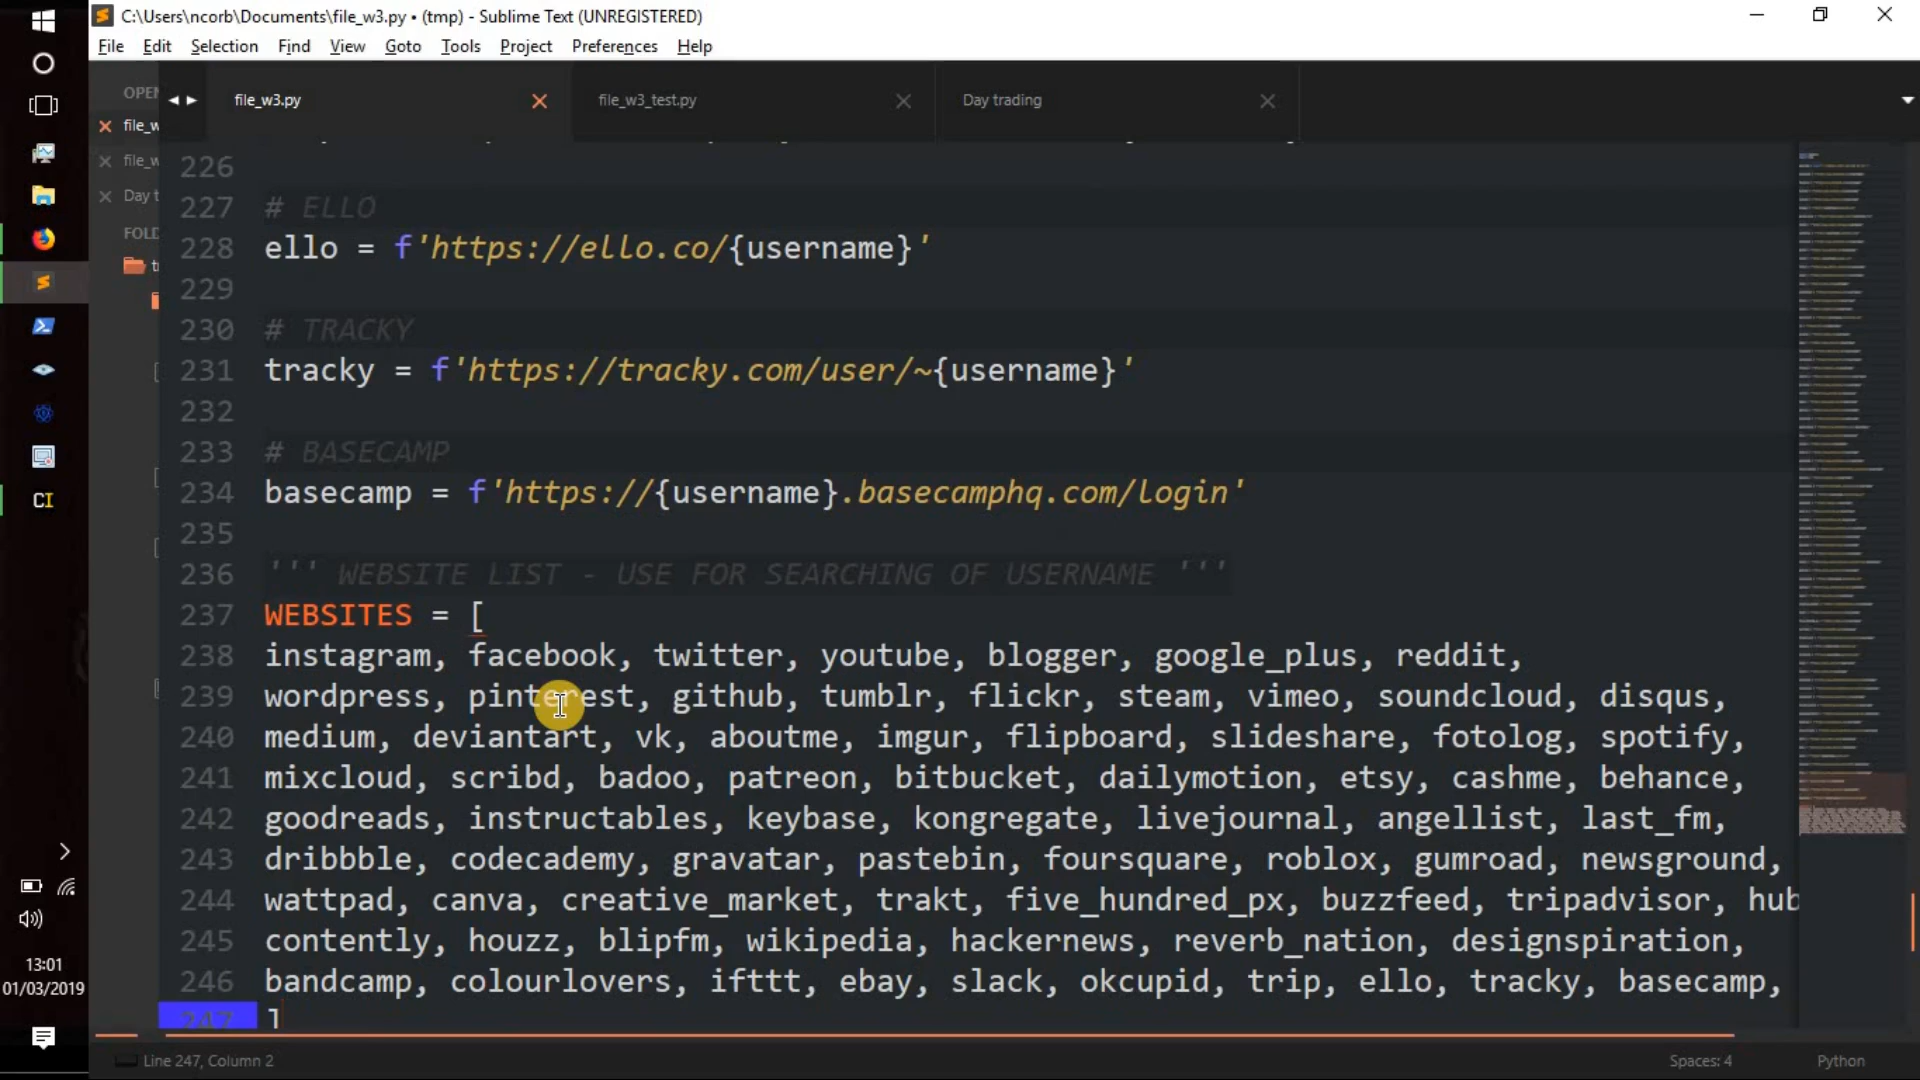 C:\Users\ncorb\Documents\file_w3.py • (tmp) - Sublime Text (UNREGISTERED)
File Edit Selection Find View Goto Tools Project Preferences Help
OPEN
file_w3.py file_w3_test.py Day trading
file_w
file_w
Day t
FOLD
226
227 # ELLO
228 ello = f'https://ello.co/{username}'
229
230 # TRACKY
231 tracky = f'https://tracky.com/user/~{username}'
232
233 # BASECAMP
234 basecamp = f'https://{username}.basecamphq.com/login'
235
236 ''' WEBSITE LIST - USE FOR SEARCHING OF USERNAME '''
237 WEBSITES = [
238 instagram, facebook, twitter, youtube, blogger, google_plus, reddit,
239 wordpress, pinterest, github, tumblr, flickr, steam, vimeo, soundcloud, disqus,
240 medium, deviantart, vk, aboutme, imgur, flipboard, slideshare, fotolog, spotify,
241 mixcloud, scribd, badoo, patreon, bitbucket, dailymotion, etsy, cashme, behance,
242 goodreads, instructables, keybase, kongregate, livejournal, angellist, last_fm,
243 dribbble, codecademy, gravatar, pastebin, foursquare, roblox, gumroad, newsground,
244 wattpad, canva, creative_market, trakt, five_hundred_px, buzzfeed, tripadvisor, hub
245 contently, houzz, blipfm, wikipedia, hackernews, reverb_nation, designspiration,
246 bandcamp, colourlovers, ifttt, ebay, slack, okcupid, trip, ello, tracky, basecamp,
247 ]
CI
13:01
01/03/2019
Line 247, Column 2
Spaces: 4
Python